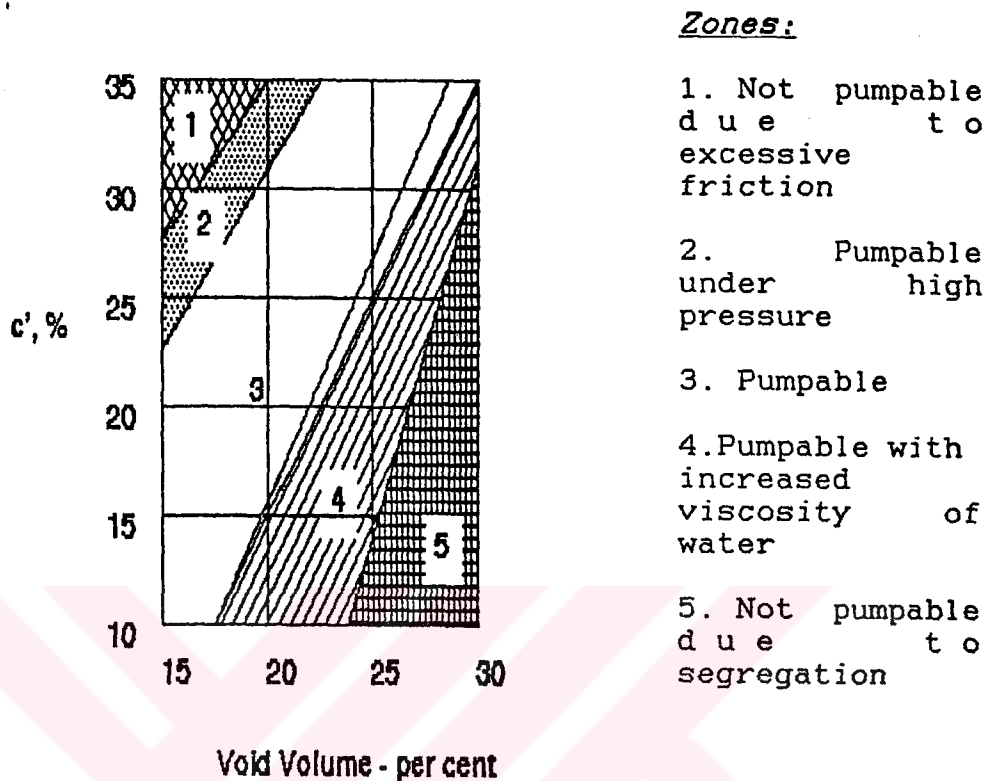 Zones:
35
30
25
20
15
10
c', %
1
2
3
4
5
15 20 25 30
Void Volume - per cent
1. Not pumpable
due to
excessive
friction
2. Pumpable
under high
pressure
3. Pumpable
4.Pumpable with
increased
viscosity of
water
5. Not pumpable
due to
segregation